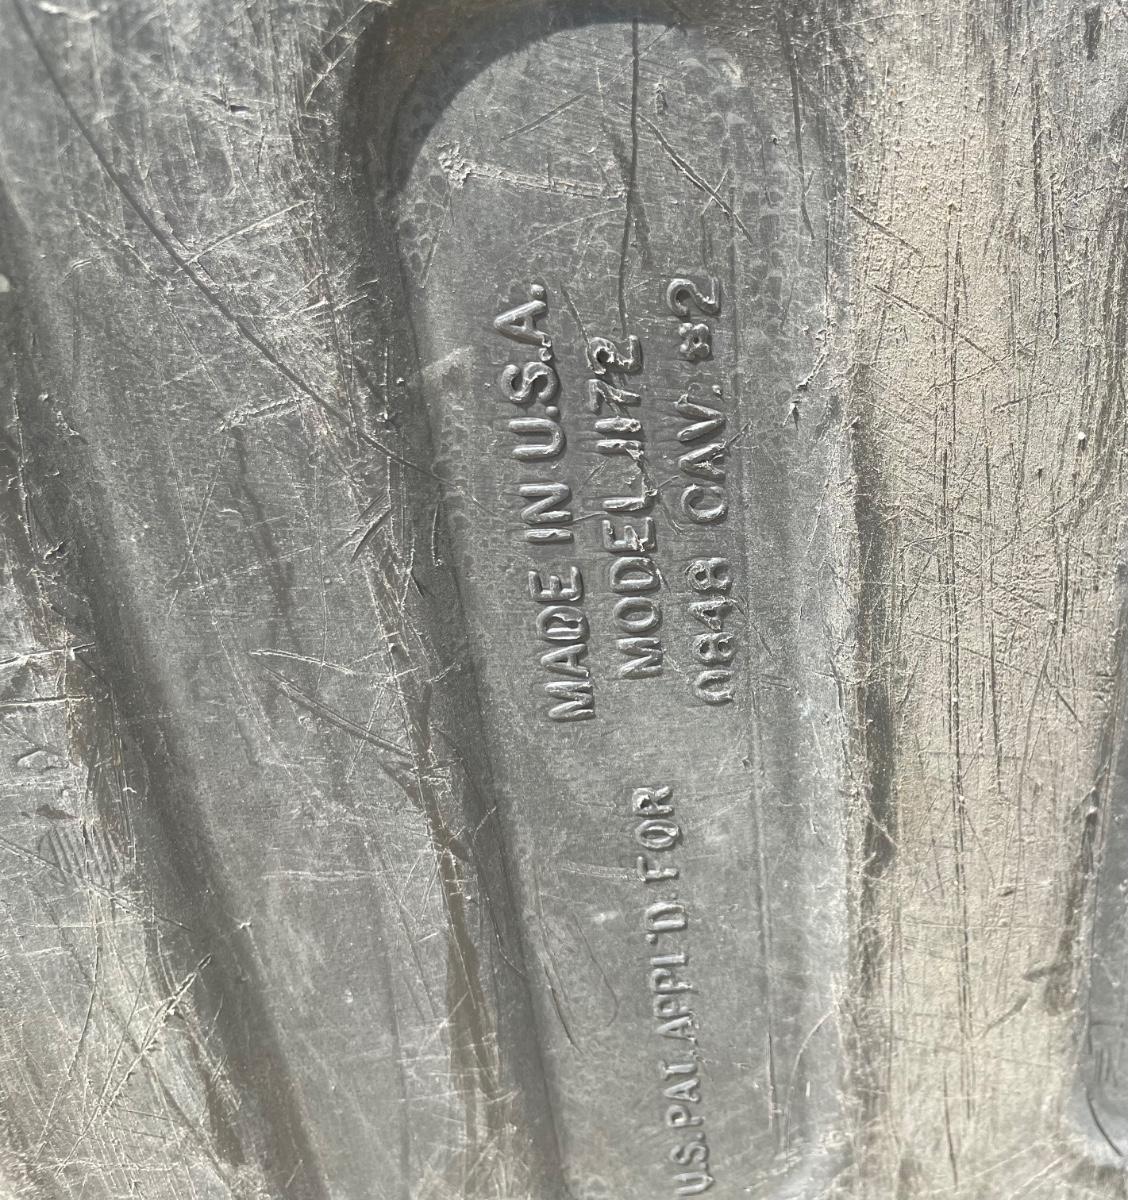 MADE IN U.S.A.
MODEL 1172
0848 CAV. #2
U.S. PAT. APPL'D. FOR